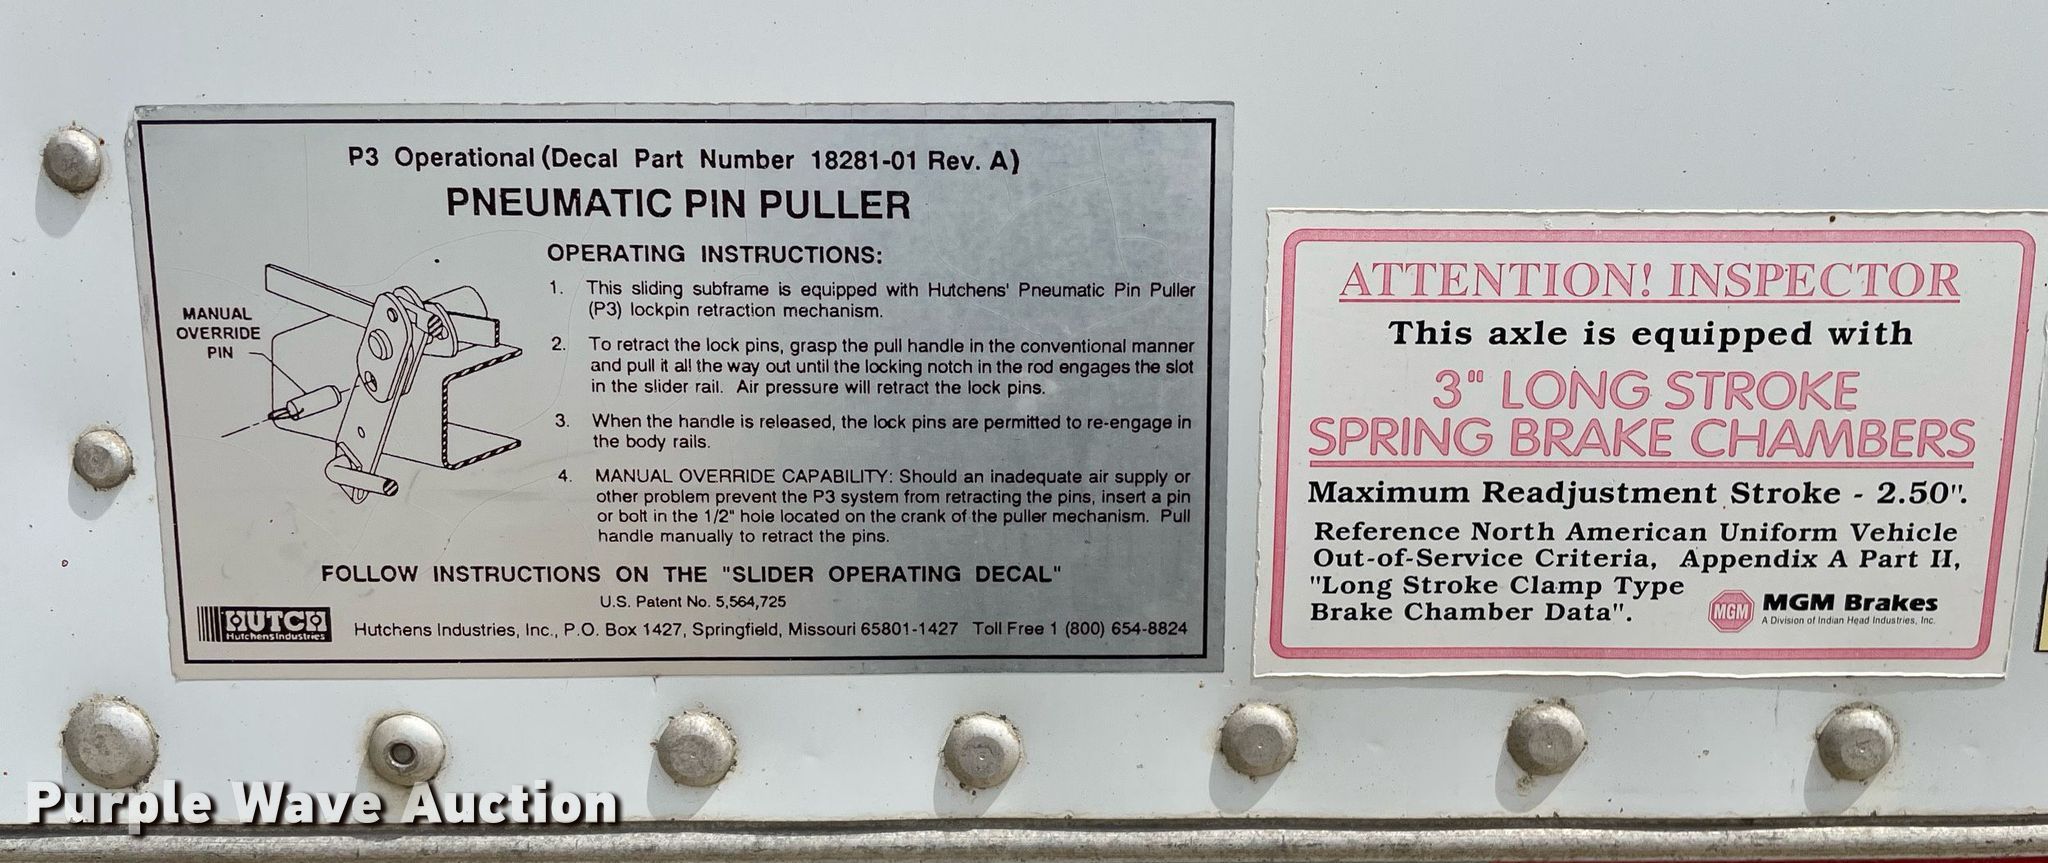 P3 Operational (Decal Part Number 18281-01 Rev. A)
PNEUMATIC PIN PULLER
MANUAL
OVERRIDE
PIN
OPERATING INSTRUCTIONS:
1. This sliding subframe is equipped with Hutchens' Pneumatic Pin Puller
(P3) lockpin retraction mechanism.
2. To retract the lock pins, grasp the pull handle in the conventional manner
and pull it all the way out until the locking notch in the rod engages the slot
in the slider rail. Air pressure will retract the lock pins.
3. When the handle is released, the lock pins are permitted to re-engage in
the body rails.
4. MANUAL OVERRIDE CAPABILITY: Should an inadequate air supply or
other problem prevent the P3 system from retracting the pins, insert a pin
or bolt in the 1/2" hole located on the crank of the puller mechanism. Pull
handle manually to retract the pins.
FOLLOW INSTRUCTIONS ON THE "SLIDER OPERATING DECAL"
U.S. Patent No. 5,564,725
HUTCH
Hutchens Industries
Hutchens Industries, Inc., P.O. Box 1427, Springfield, Missouri 65801-1427 Toll Free 1 (800) 654-8824
ATTENTION! INSPECTOR
This axle is equipped with
3" LONG STROKE
SPRING BRAKE CHAMBERS
Maximum Readjustment Stroke - 2.50".
Reference North American Uniform Vehicle
Out-of-Service Criteria, Appendix A Part II,
"Long Stroke Clamp Type
Brake Chamber Data".
MGM
MGM Brakes
A Division of Indian Head Industries, Inc.
Purple Wave Auction